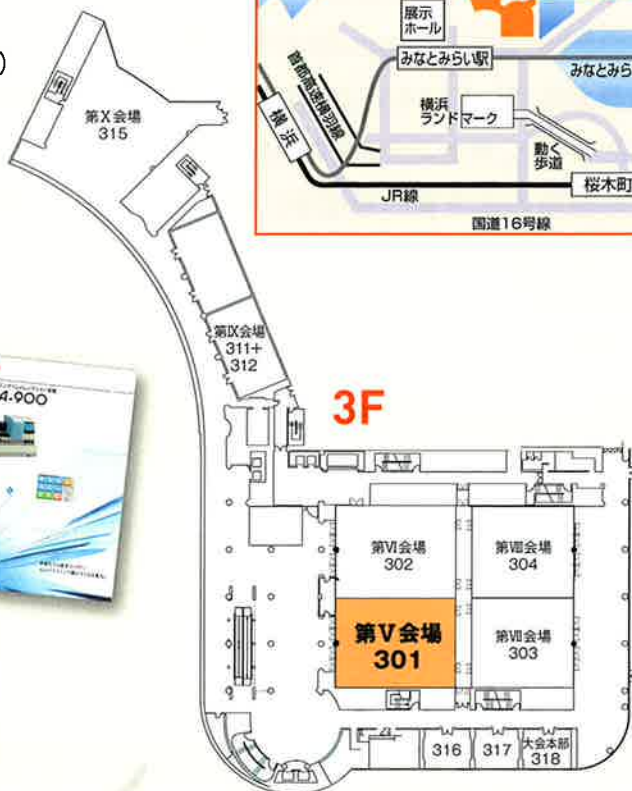 )
展示
ホール
みなとみらい駅
みなとみら
首都高速横羽線
横浜
横浜
ランドマーク
動く
歩道
桜木町
JR線
国道16号線
第X会場
315
第Ⅸ会場
311+
312
4-900
3F
第Ⅵ会場
302
第Ⅷ会場
304
第Ⅴ会場
301
第Ⅶ会場
303
316
317
大会本部
318